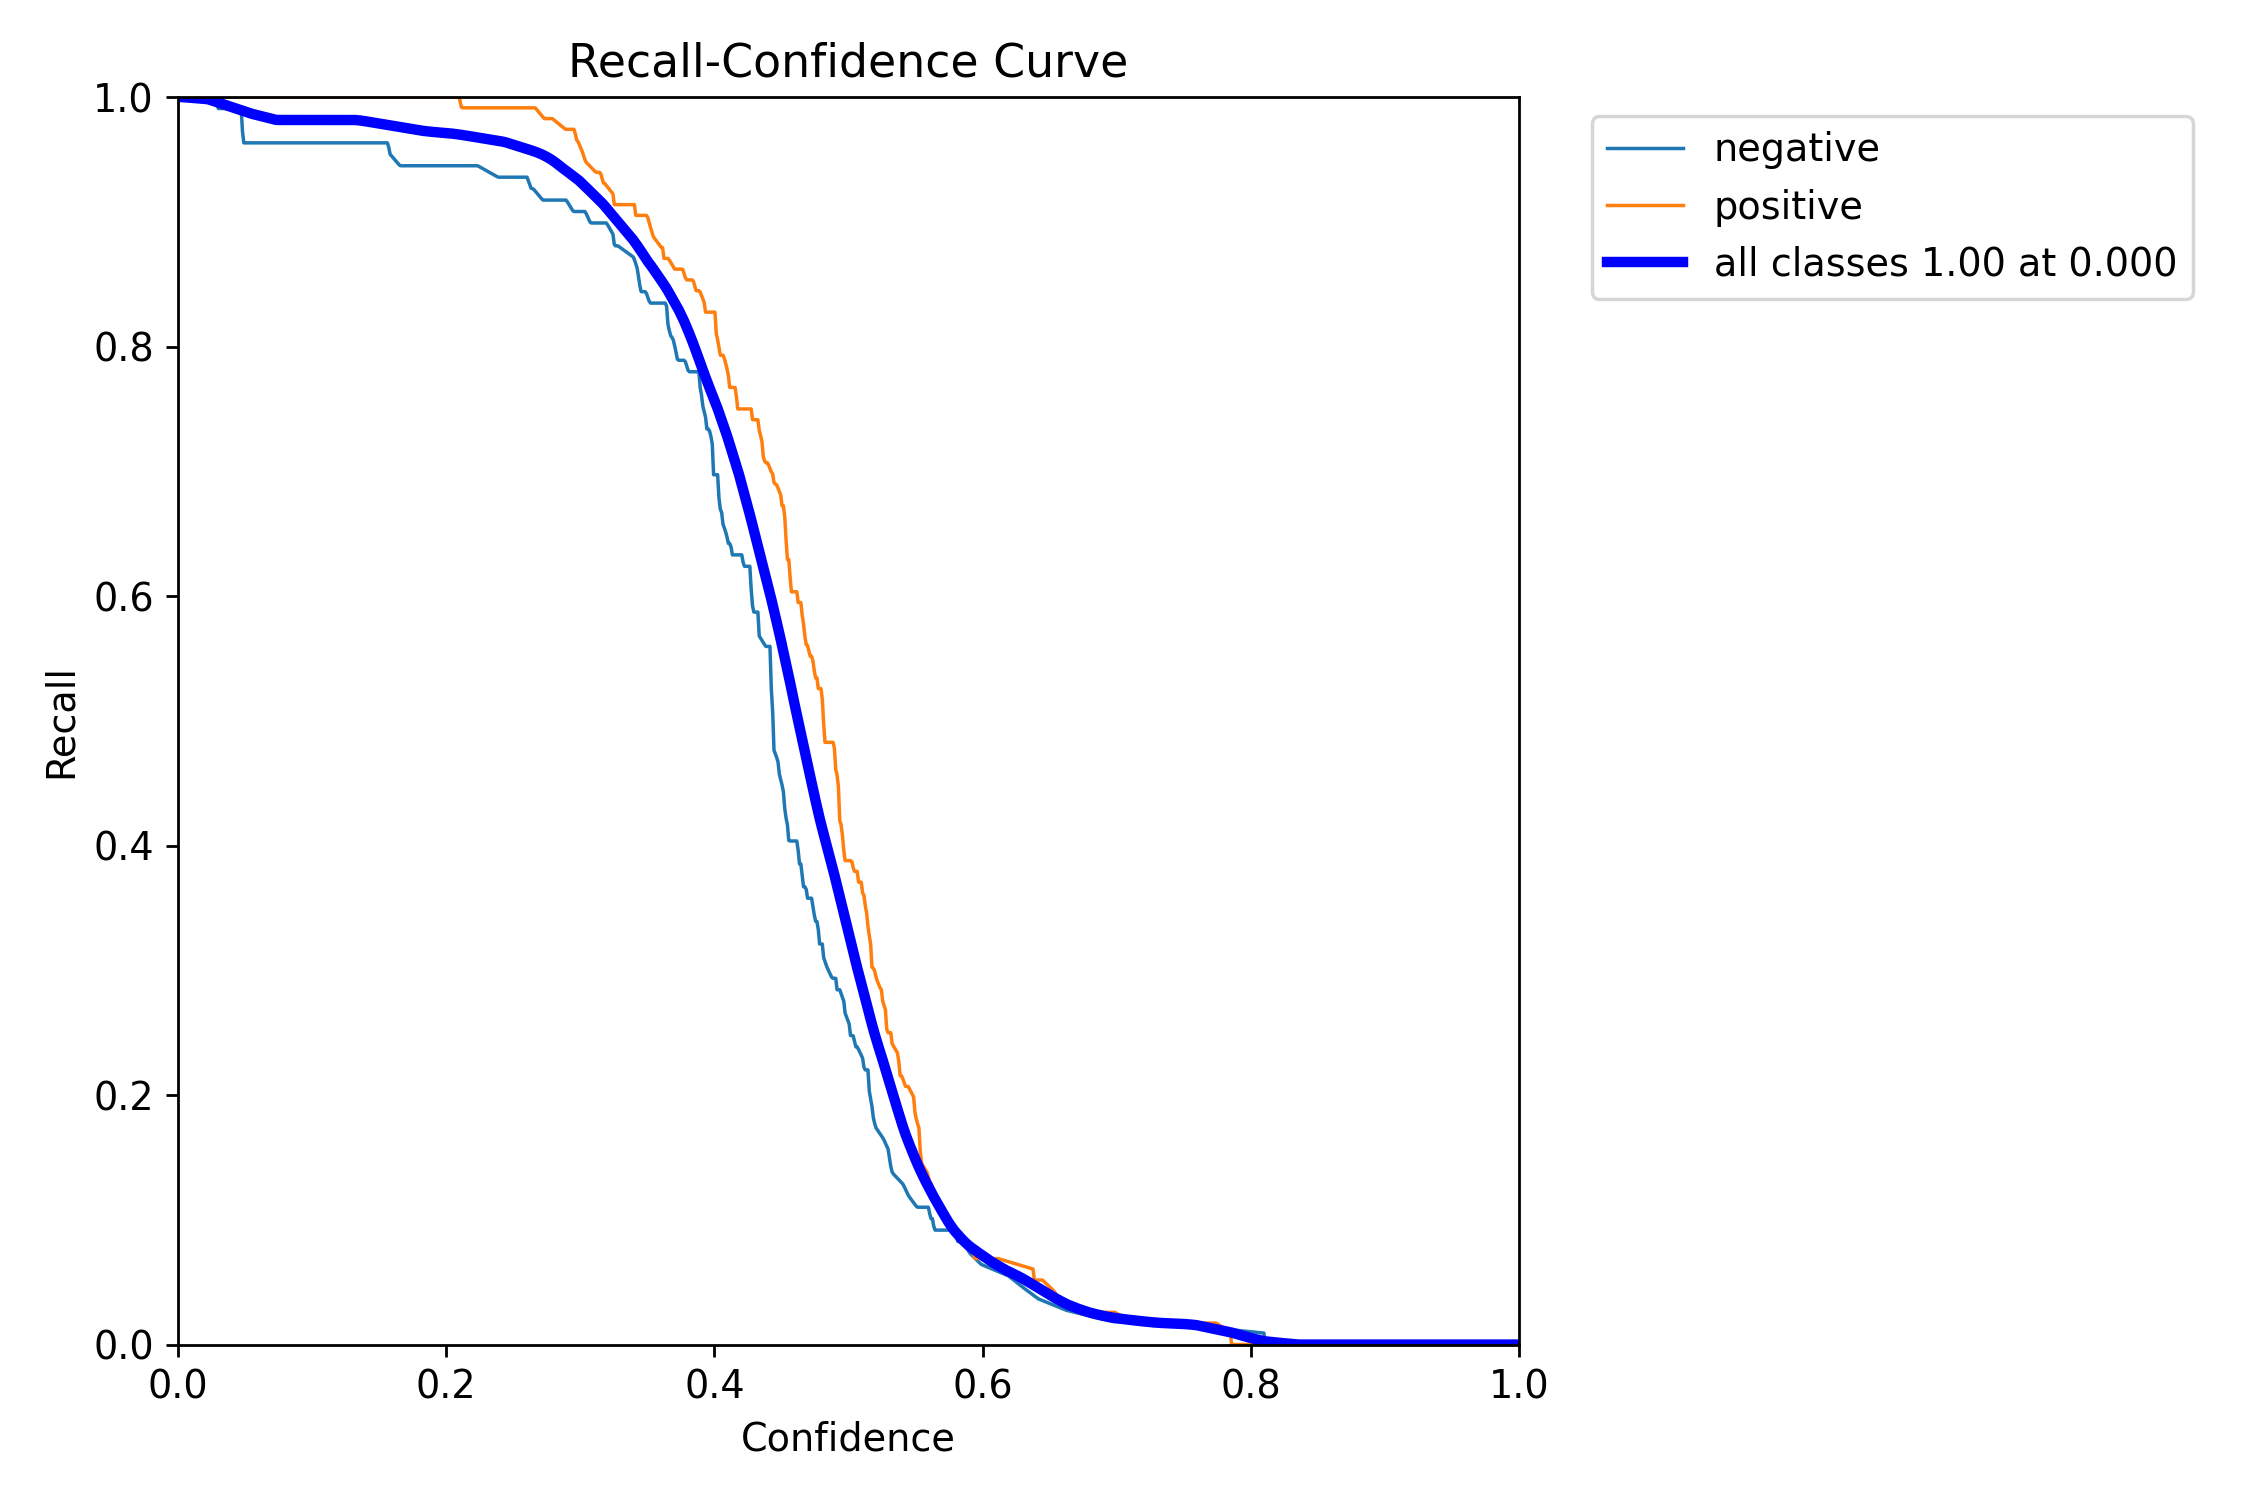 Recall-Confidence Curve
1.0
0.8
0.6
0.4
0.2
0.0
Recall
0.0 0.2 0.4 0.6 0.8 1.0
Confidence
negative
positive
all classes 1.00 at 0.000